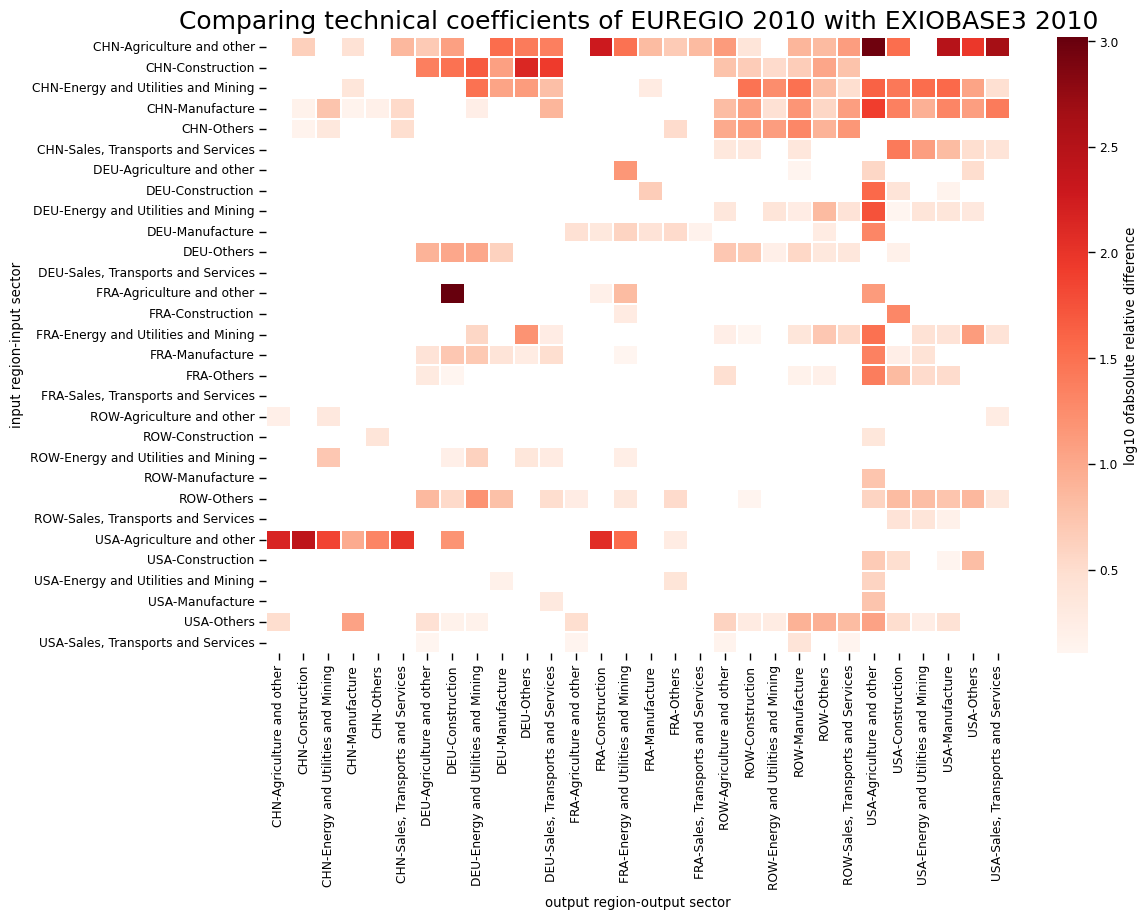 Comparing technical coefficients of EUREGIO 2010 with EXIOBASE3 2010
input region-input sector
CHN-Agriculture and other
CHN-Construction
CHN-Energy and Utilities and Mining
CHN-Manufacture
CHN-Others
CHN-Sales, Transports and Services
DEU-Agriculture and other
DEU-Construction
DEU-Energy and Utilities and Mining
DEU-Manufacture
DEU-Others
DEU-Sales, Transports and Services
FRA-Agriculture and other
FRA-Construction
FRA-Energy and Utilities and Mining
FRA-Manufacture
FRA-Others
FRA-Sales, Transports and Services
ROW-Agriculture and other
ROW-Construction
ROW-Energy and Utilities and Mining
ROW-Manufacture
ROW-Others
ROW-Sales, Transports and Services
USA-Agriculture and other
USA-Construction
USA-Energy and Utilities and Mining
USA-Manufacture
USA-Others
USA-Sales, Transports and Services
CHN-Agriculture and other
CHN-Construction
CHN-Energy and Utilities and Mining
CHN-Manufacture
CHN-Others
CHN-Sales, Transports and Services
DEU-Agriculture and other
DEU-Construction
DEU-Energy and Utilities and Mining
DEU-Manufacture
DEU-Others
DEU-Sales, Transports and Services
FRA-Agriculture and other
FRA-Construction
FRA-Energy and Utilities and Mining
FRA-Manufacture
FRA-Others
FRA-Sales, Transports and Services
ROW-Agriculture and other
ROW-Construction
ROW-Energy and Utilities and Mining
ROW-Manufacture
ROW-Others
ROW-Sales, Transports and Services
USA-Agriculture and other
USA-Construction
USA-Energy and Utilities and Mining
USA-Manufacture
USA-Others
USA-Sales, Transports and Services
output region-output sector
3.0
2.5
2.0
1.5
1.0
0.5
log10 ofabsolute relative difference